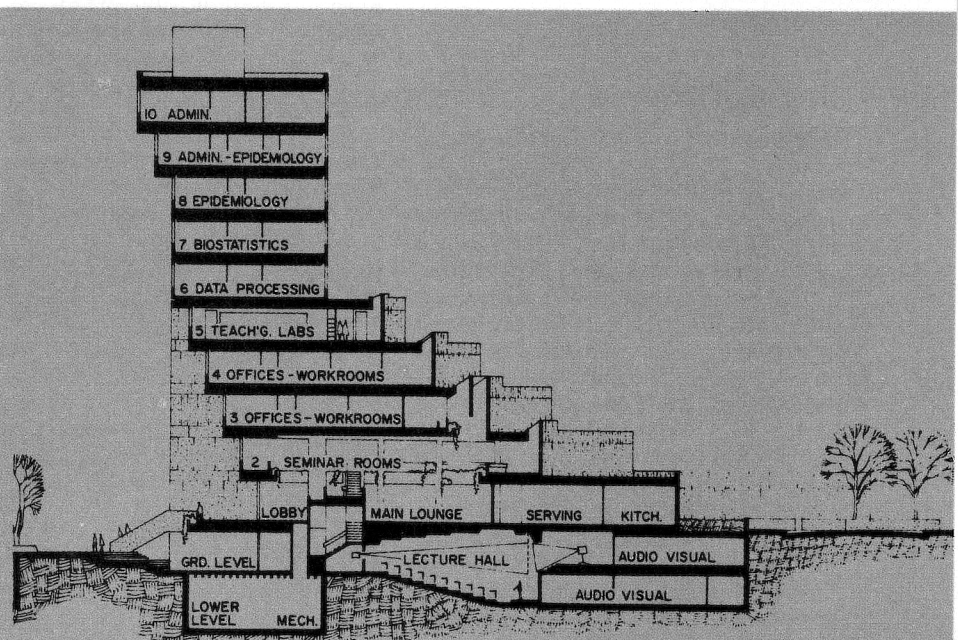 10 ADMIN.
9 ADMIN.-EPIDEMIOLOGY
8 EPIDEMIOLOGY
7 BIOSTATISTICS
6 DATA PROCESSING
5 TEACH'G. LABS
4 OFFICES-WORKROOMS
3 OFFICES-WORKROOMS
2 SEMINAR ROOMS
LOBBY MAIN LOUNGE SERVING KITCH.
GRD. LEVEL LECTURE HALL AUDIO VISUAL
AUDIO VISUAL
LOWER
LEVEL MECH.